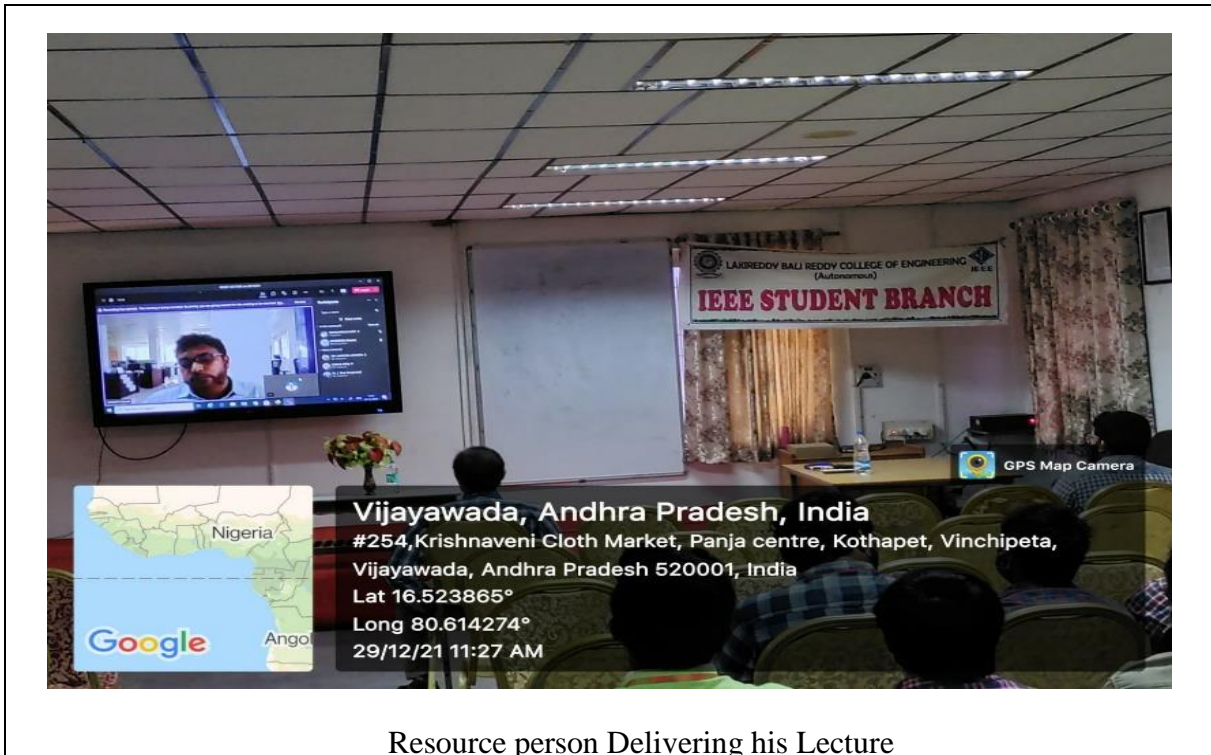 LAKIREDDY BALI REDDY COLLEGE OF ENGINEERING
(Autonomous)
IEEE
IEEE STUDENT BRANCH
Participants
GPS Map Camera
Nigeria
Angol
Google
Vijayawada, Andhra Pradesh, India
#254,Krishnaveni Cloth Market, Panja centre, Kothapet, Vinchipeta,
Vijayawada, Andhra Pradesh 520001, India
Lat 16.523865°
Long 80.614274°
29/12/21 11:27 AM
Resource person Delivering his Lecture